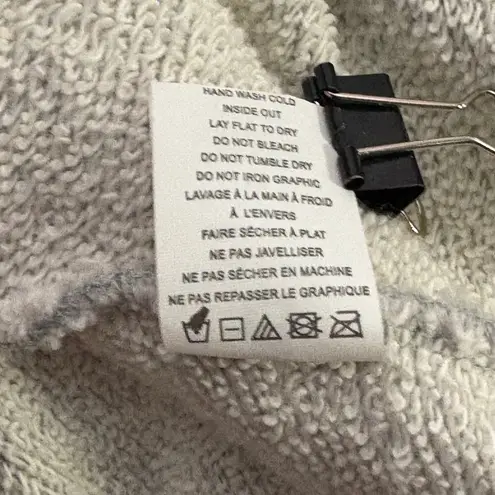 HAND WASH COLD
INSIDE OUT
LAY FLAT TO DRY
DO NOT BLEACH
DO NOT TUMBLE DRY
DO NOT IRON GRAPHIC
LAVAGE À LA MAIN À FROID
À L'ENVERS
FAIRE SÉCHER À PLAT
NE PAS JAVELLISER
NE PAS SÉCHER EN MACHINE
NE PAS REPASSER LE GRAPHIQUE